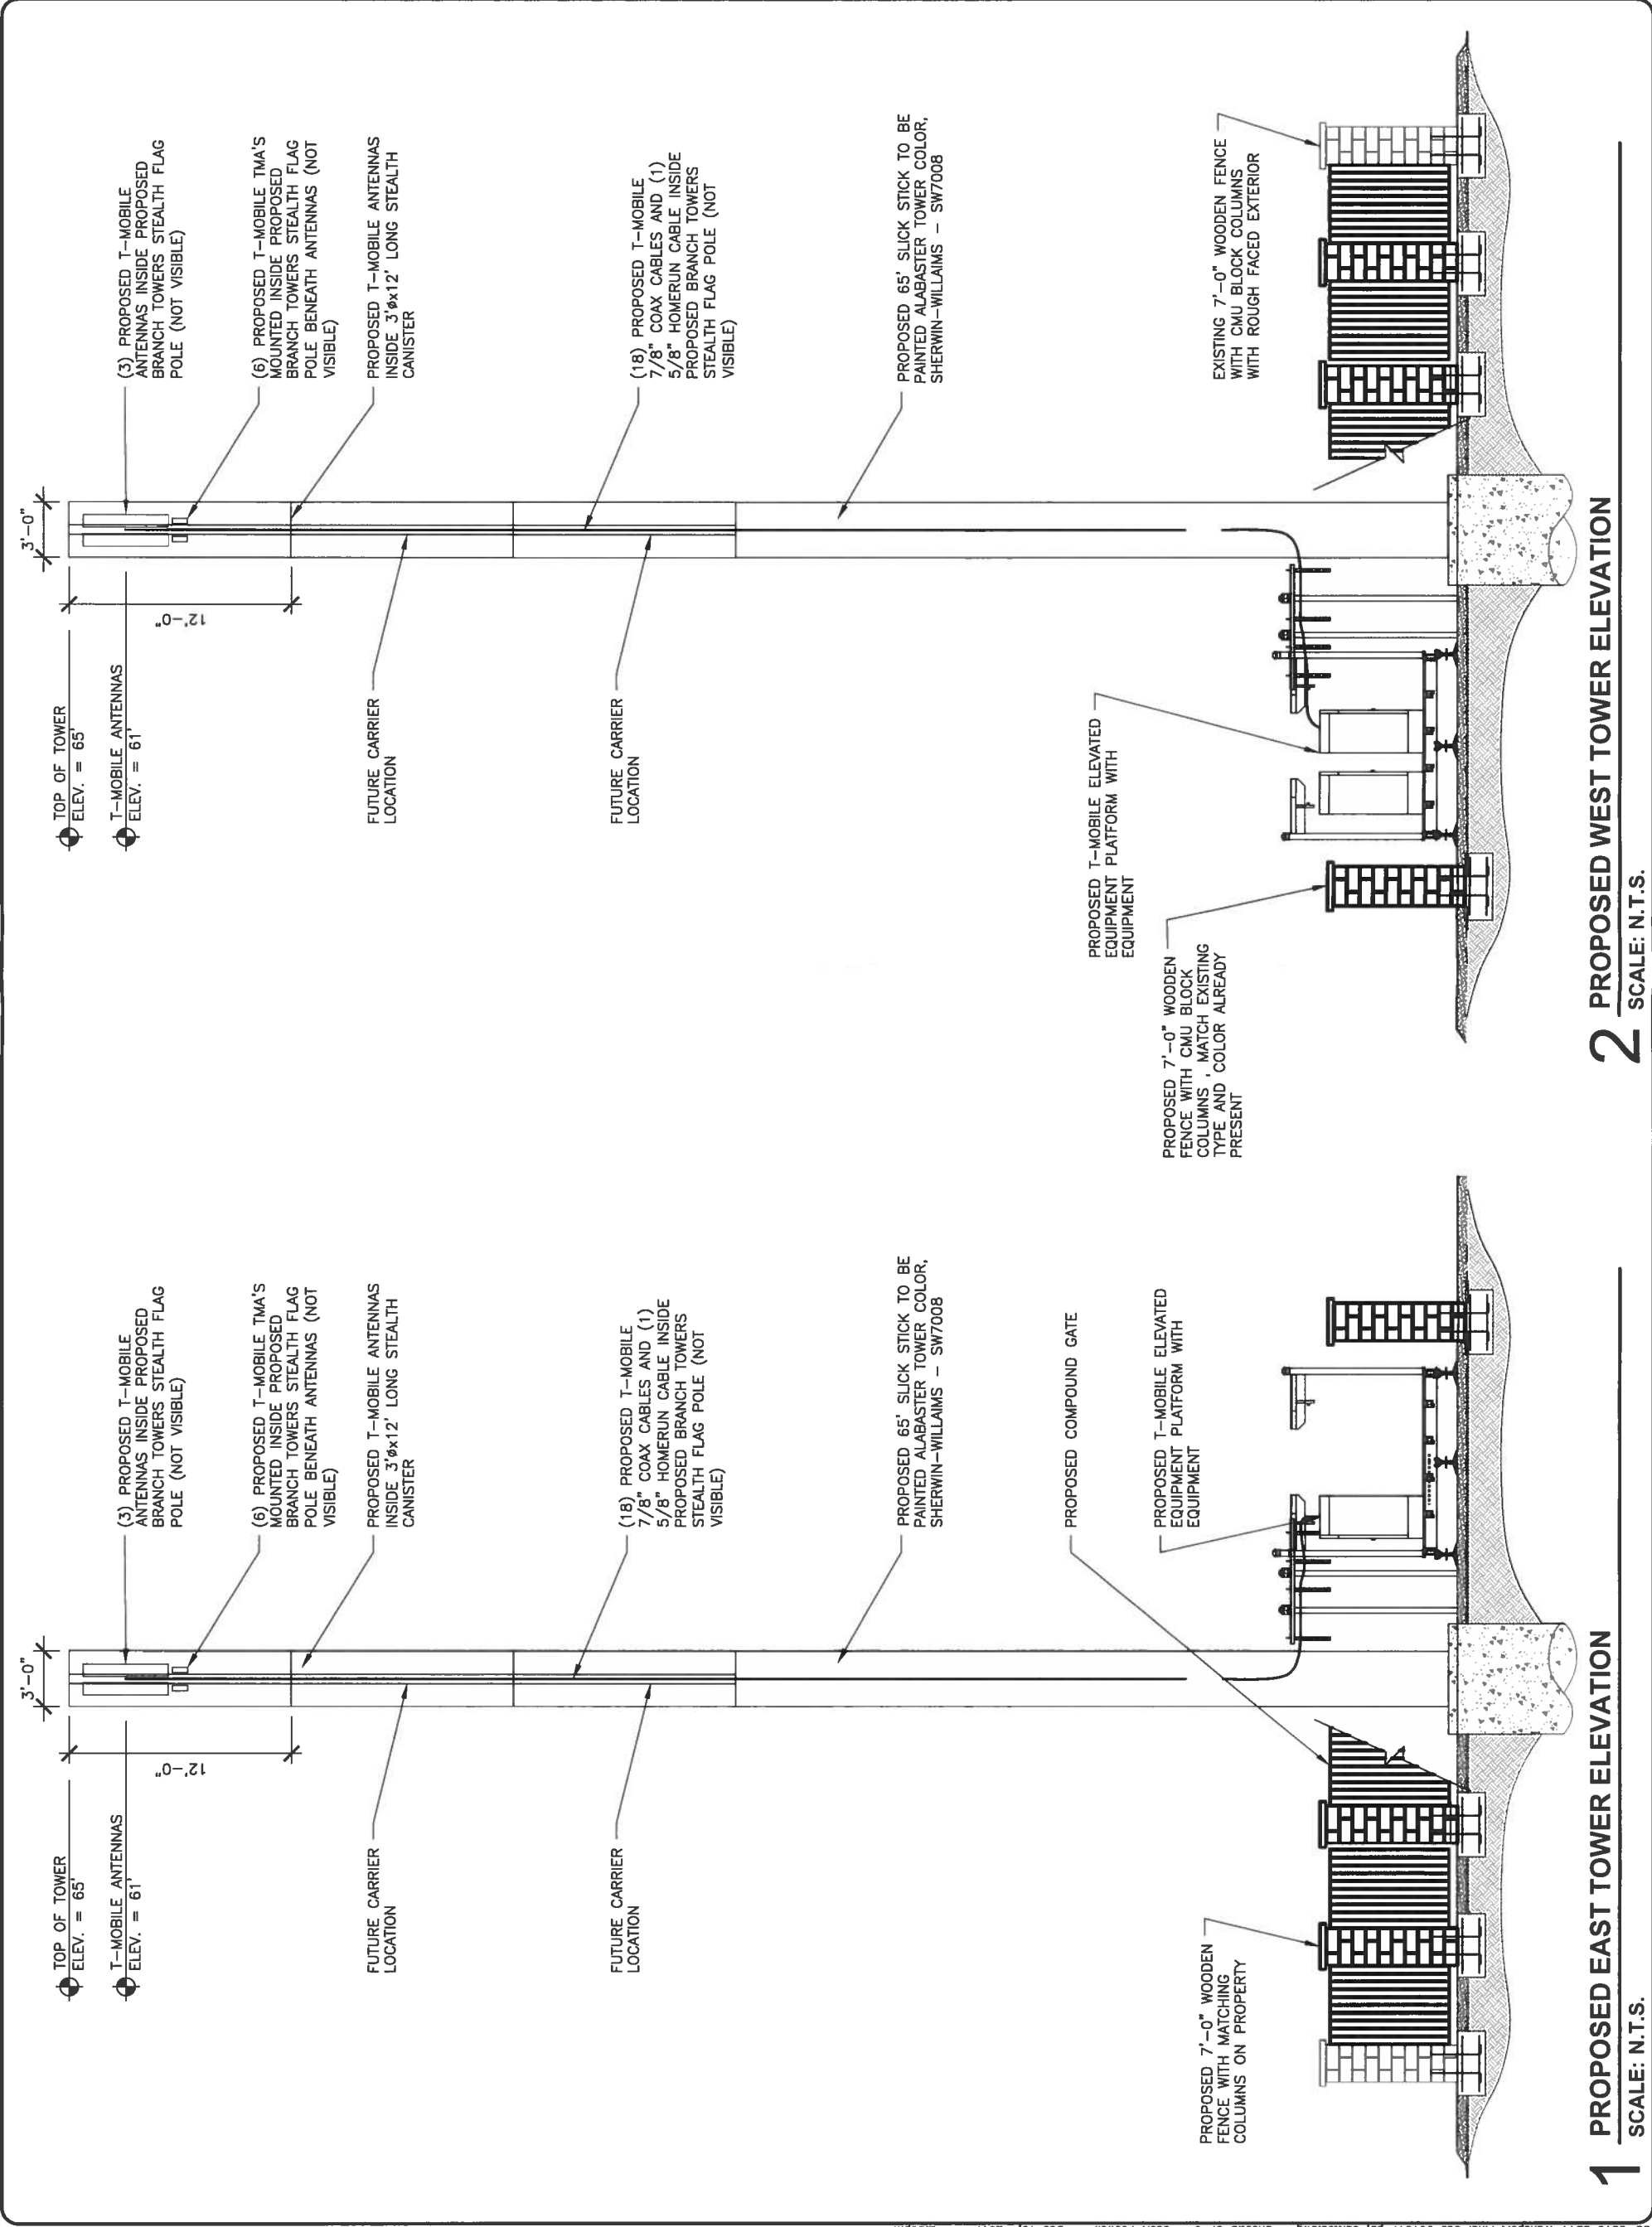 3'-0"
12'-0"
TOP OF TOWER
ELEV. = 65'
T-MOBILE ANTENNAS
ELEV. = 61'
FUTURE CARRIER
LOCATION
FUTURE CARRIER
LOCATION
(3) PROPOSED T-MOBILE
ANTENNAS INSIDE PROPOSED
BRANCH TOWERS STEALTH FLAG
POLE (NOT VISIBLE)
(6) PROPOSED T-MOBILE TMA'S
MOUNTED INSIDE PROPOSED
BRANCH TOWERS STEALTH FLAG
POLE BENEATH ANTENNAS (NOT
VISIBLE)
PROPOSED T-MOBILE ANTENNAS
INSIDE 3'øx12' LONG STEALTH
CANISTER
(18) PROPOSED T-MOBILE
7/8" COAX CABLES AND (1)
5/8" HOMERUN CABLE INSIDE
PROPOSED BRANCH TOWERS
STEALTH FLAG POLE (NOT
VISIBLE)
PROPOSED 65' SLICK STICK TO BE
PAINTED ALABASTER TOWER COLOR,
SHERWIN-WILLAIMS - SW7008
PROPOSED COMPOUND GATE
PROPOSED T-MOBILE ELEVATED
EQUIPMENT PLATFORM WITH
EQUIPMENT
PROPOSED 7'-0" WOODEN
FENCE WITH MATCHING
COLUMNS ON PROPERTY
1 PROPOSED EAST TOWER ELEVATION
SCALE: N.T.S.
3'-0"
12'-0"
TOP OF TOWER
ELEV. = 65'
T-MOBILE ANTENNAS
ELEV. = 61'
FUTURE CARRIER
LOCATION
FUTURE CARRIER
LOCATION
(3) PROPOSED T-MOBILE
ANTENNAS INSIDE PROPOSED
BRANCH TOWERS STEALTH FLAG
POLE (NOT VISIBLE)
(6) PROPOSED T-MOBILE TMA'S
MOUNTED INSIDE PROPOSED
BRANCH TOWERS STEALTH FLAG
POLE BENEATH ANTENNAS (NOT
VISIBLE)
PROPOSED T-MOBILE ANTENNAS
INSIDE 3'øx12' LONG STEALTH
CANISTER
(18) PROPOSED T-MOBILE
7/8" COAX CABLES AND (1)
5/8" HOMERUN CABLE INSIDE
PROPOSED BRANCH TOWERS
STEALTH FLAG POLE (NOT
VISIBLE)
PROPOSED 65' SLICK STICK TO BE
PAINTED ALABASTER TOWER COLOR,
SHERWIN-WILLAIMS - SW7008
PROPOSED T-MOBILE ELEVATED
EQUIPMENT PLATFORM WITH
EQUIPMENT
PROPOSED 7'-0" WOODEN
FENCE WITH CMU BLOCK
COLUMNS , MATCH EXISTING
TYPE AND COLOR ALREADY
PRESENT
EXISTING 7'-0" WOODEN FENCE
WITH CMU BLOCK COLUMNS
WITH ROUGH FACED EXTERIOR
2 PROPOSED WEST TOWER ELEVATION
SCALE: N.T.S.